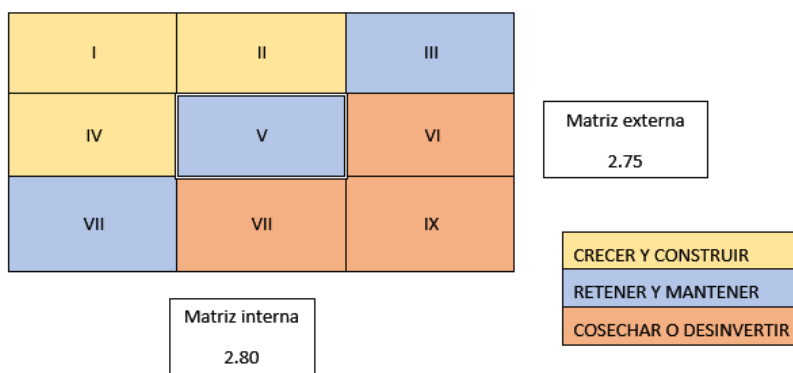 I
II
III
IV
V
VI
VII
VII
IX
Matriz externa
2.75
Matriz interna
2.80
CRECER Y CONSTRUIR
RETENER Y MANTENER
COSECHAR O DESINVERTIR